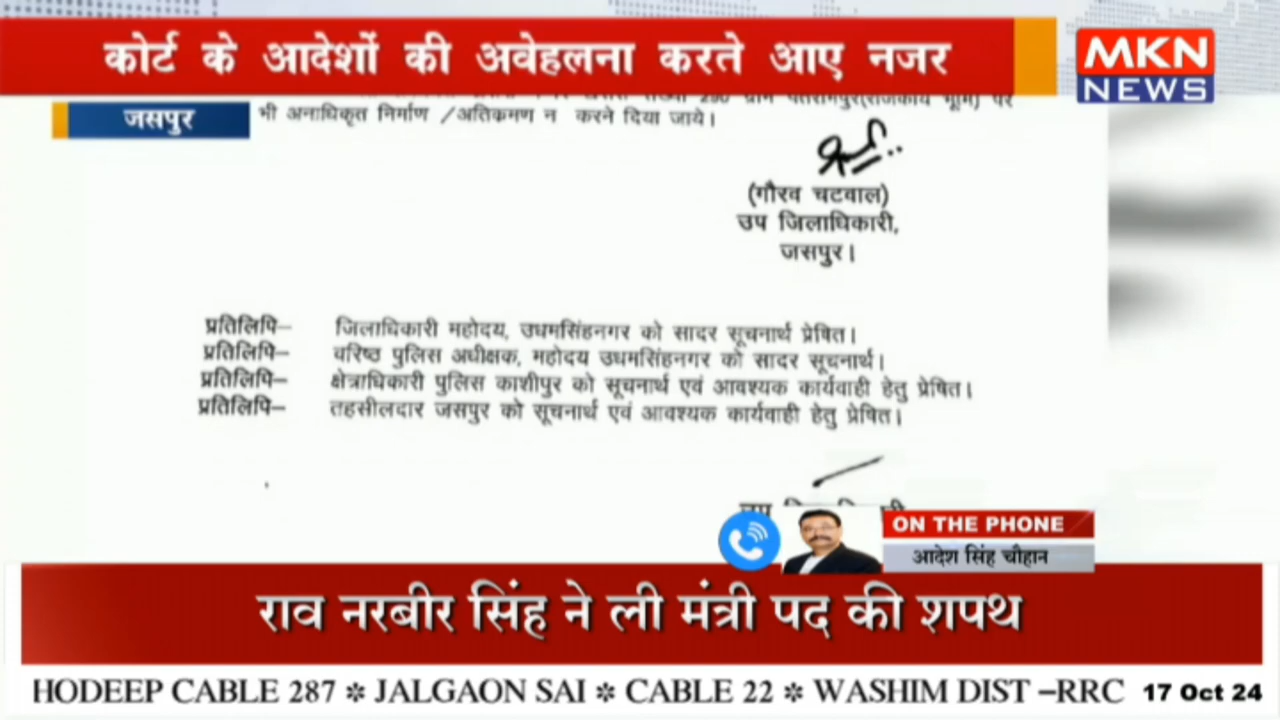 कोर्ट के आदेशों की अवेहलना करते आए नजर
MKN
NEWS
जसपुर
भी अनाधिकृत निर्माण /अतिक्रमण न करने दिया जाये।
(गौरव चटवाल)
उप जिलाधिकारी,
जसपुर।
प्रतिलिपि– जिलाधिकारी महोदय, उधमसिंहनगर को सादर सूचनार्थ प्रेषित।
प्रतिलिपि– वरिष्ठ पुलिस अधीक्षक, महोदय उधमसिंहनगर को सादर सूचनार्थ।
प्रतिलिपि– क्षेत्राधिकारी पुलिस काशीपुर को सूचनार्थ एवं आवश्यक कार्यवाही हेतु प्रेषित।
प्रतिलिपि– तहसीलदार जसपुर को सूचनार्थ एवं आवश्यक कार्यवाही हेतु प्रेषित।
ON THE PHONE
आदेश सिंह चौहान
राव नरबीर सिंह ने ली मंत्री पद की शपथ
HODEEP CABLE 287 ✲ JALGAON SAI ✲ CABLE 22 ✲ WASHIM DIST –RRC 17 Oct 24